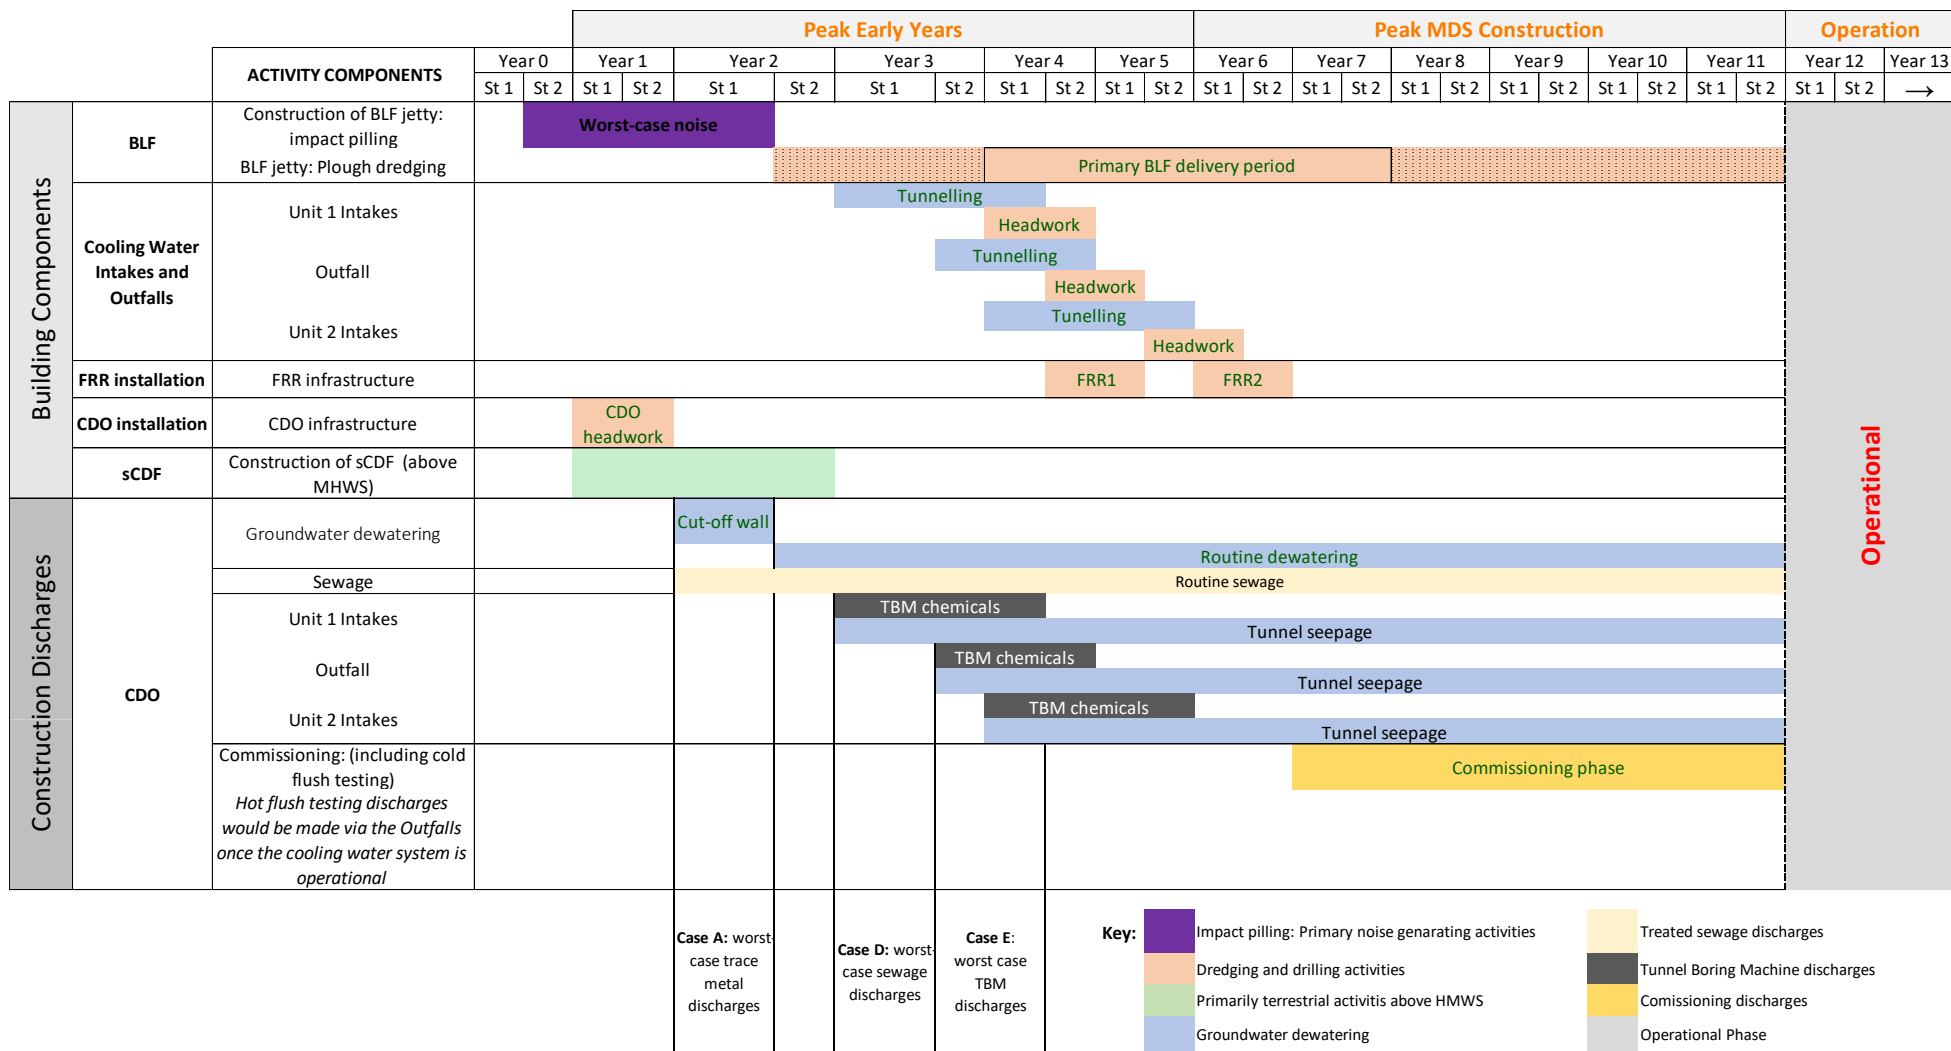 Peak Early Years Peak MDS Construction Operation
ACTIVITY COMPONENTS Year 0 Year 1 Year 2 Year 3 Year 4 Year 5 Year 6 Year 7 Year 8 Year 9 Year 10 Year 11 Year 12 Year 13
St 1 St 2 St 1 St 2 St 1 St 2 St 1 St 2 St 1 St 2 St 1 St 2 St 1 St 2 St 1 St 2 St 1 St 2 St 1 St 2 St 1 St 2 St 1 St 2 St 1 St 2 →
Building Components
BLF
Construction of BLF jetty:
impact pilling
Worst-case noise
BLF jetty: Plough dredging
Primary BLF delivery period
Cooling Water
Intakes and
Outfalls
Unit 1 Intakes
Tunnelling
Headwork
Outfall
Tunnelling
Headwork
Unit 2 Intakes
Tunelling
Headwork
FRR installation
FRR infrastructure
FRR1
FRR2
CDO installation
CDO infrastructure
CDO
headwork
sCDF
Construction of sCDF (above
MHWS)
Operational
Construction Discharges
CDO
Groundwater dewatering
Cut-off wall
Routine dewatering
Sewage
Routine sewage
Unit 1 Intakes
TBM chemicals
Tunnel seepage
Outfall
TBM chemicals
Tunnel seepage
Unit 2 Intakes
TBM chemicals
Tunnel seepage
Commissioning: (including cold
flush testing)
Hot flush testing discharges
would be made via the Outfalls
once the cooling water system is
operational
Commissioning phase
Case A: worst-
case trace
metal
discharges
Case D: worst-
case sewage
discharges
Case E:
worst case
TBM
discharges
Key:
Impact pilling: Primary noise genarating activities
Dredging and drilling activities
Primarily terrestrial activitis above HMWS
Groundwater dewatering
Treated sewage discharges
Tunnel Boring Machine discharges
Comissioning discharges
Operational Phase